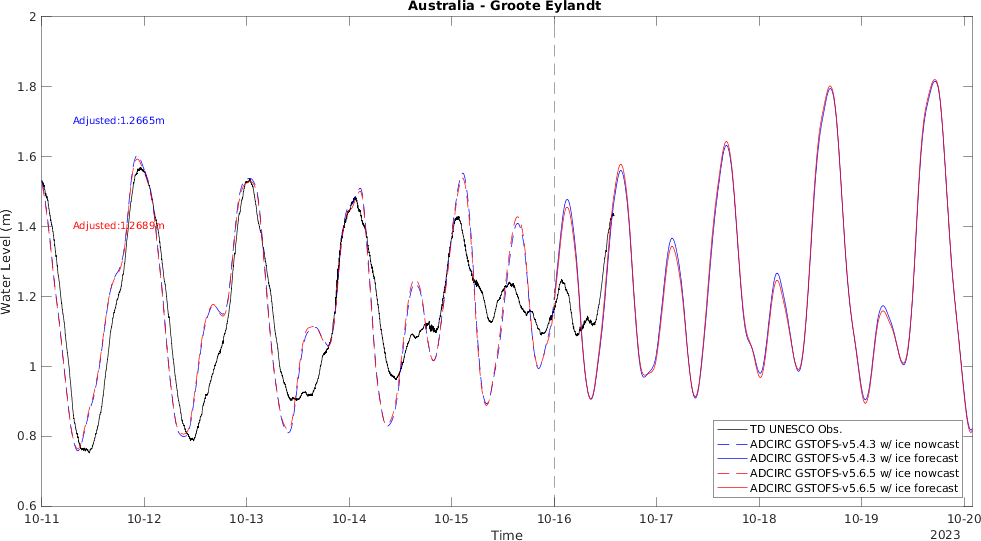 Australia - Groote Eylandt
Water Level (m)
2
1.8
1.6
1.4
1.2
1
0.8
0.6
Adjusted:1.2665m
Adjusted:1.2689m
TD UNESCO Obs.
ADCIRC GSTOFS-v5.4.3 w/ ice nowcast
ADCIRC GSTOFS-v5.4.3 w/ ice forecast
ADCIRC GSTOFS-v5.6.5 w/ ice nowcast
ADCIRC GSTOFS-v5.6.5 w/ ice forecast
10-11 10-12 10-13 10-14 10-15 10-16 10-17 10-18 10-19 10-20
Time
2023